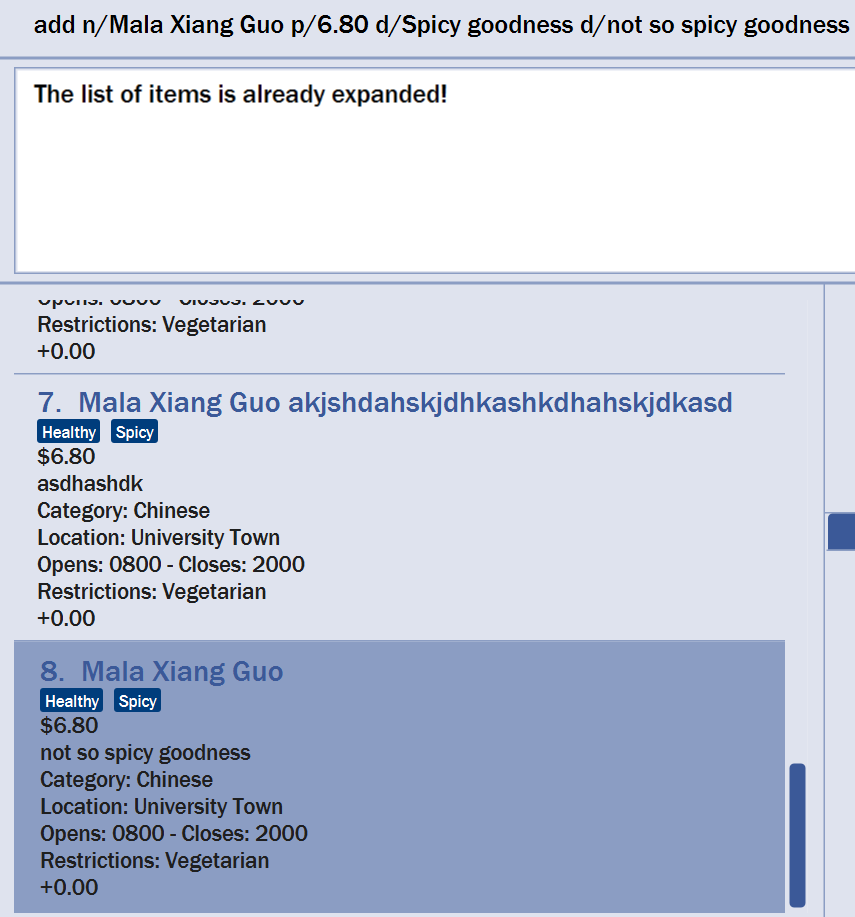 add n/Mala Xiang Guo p/6.80 d/Spicy goodness d/not so spicy goodness
The list of items is already expanded!
Opens: 0800 - Closes: 2000
Restrictions: Vegetarian
+0.00
7. Mala Xiang Guo akjshdahskjdhkashkdhahskjdkasd
Healthy Spicy
$6.80
asdhashdk
Category: Chinese
Location: University Town
Opens: 0800 - Closes: 2000
Restrictions: Vegetarian
+0.00
8. Mala Xiang Guo
Healthy Spicy
$6.80
not so spicy goodness
Category: Chinese
Location: University Town
Opens: 0800 - Closes: 2000
Restrictions: Vegetarian
+0.00